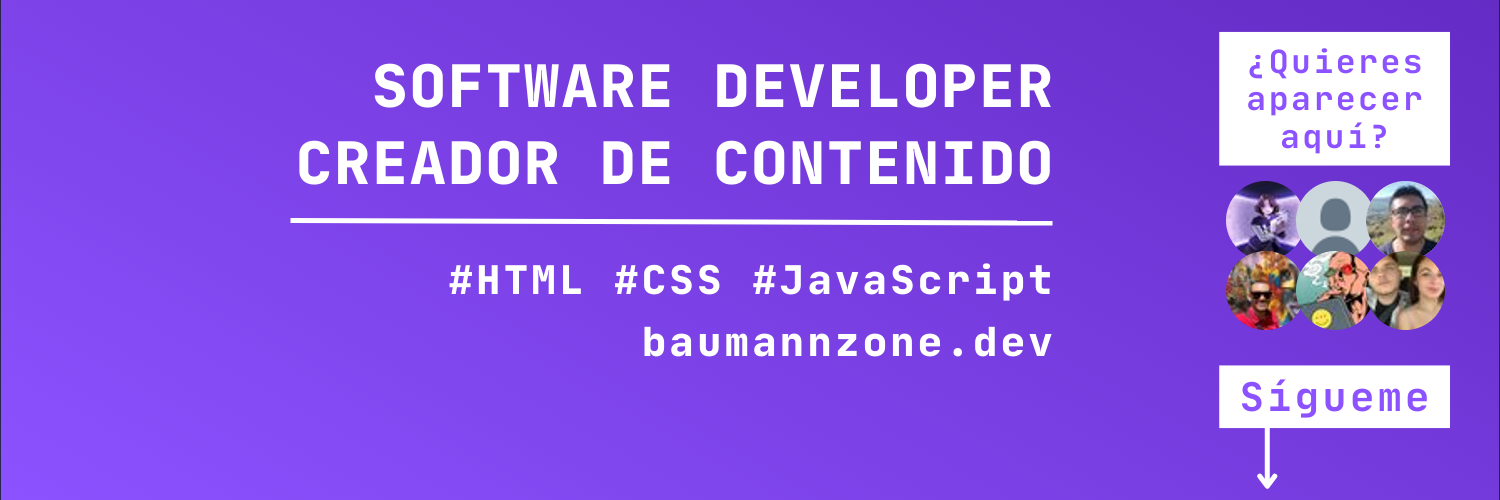 SOFTWARE DEVELOPER
CREADOR DE CONTENIDO
#HTML #CSS #JavaScript
baumannzone.dev
¿Quieres
aparecer
aquí?
Sígueme